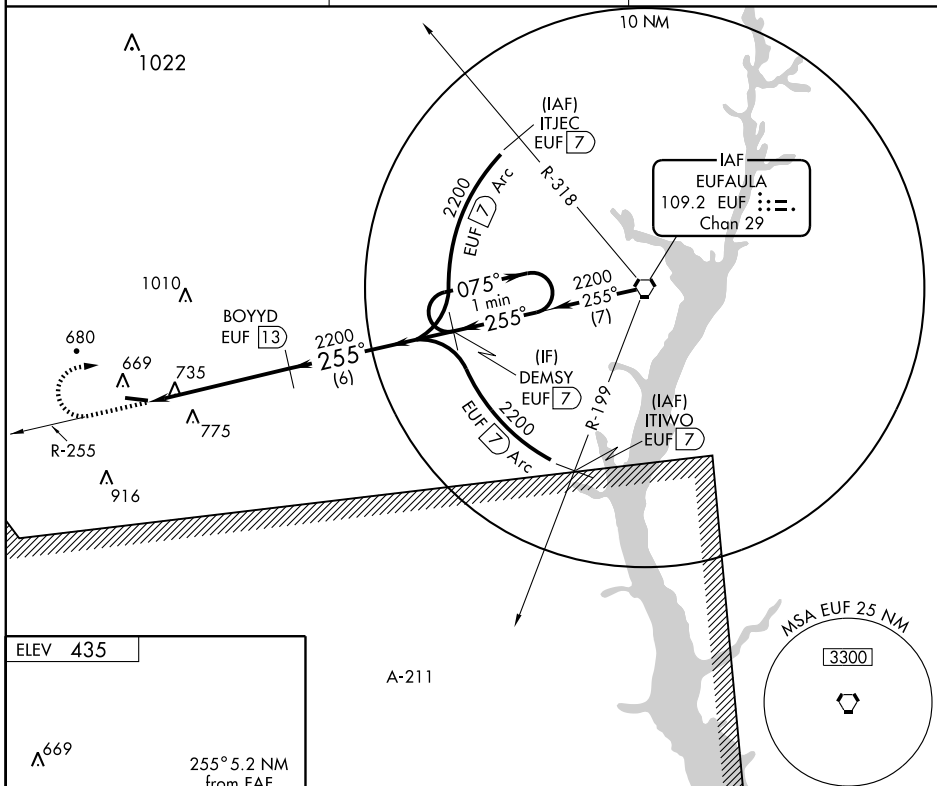 10 NM
1022
(IAF)
ITJEC
EUF 7
R-318
2200
EUF 7 Arc
IAF
EUFAULA
109.2 EUF
Chan 29
1010
075°
1 min
255°
2200
255°
(7)
BOYYD
EUF 13
2200
255°
(6)
680
669
735
775
R-255
916
(IF)
DEMSY
EUF 7
2200
EUF 7 Arc
R-199
(IAF)
ITIWO
EUF 7
MSA EUF 25 NM
3300
ELEV 435
A-211
669
255° 5.2 NM
from FAF